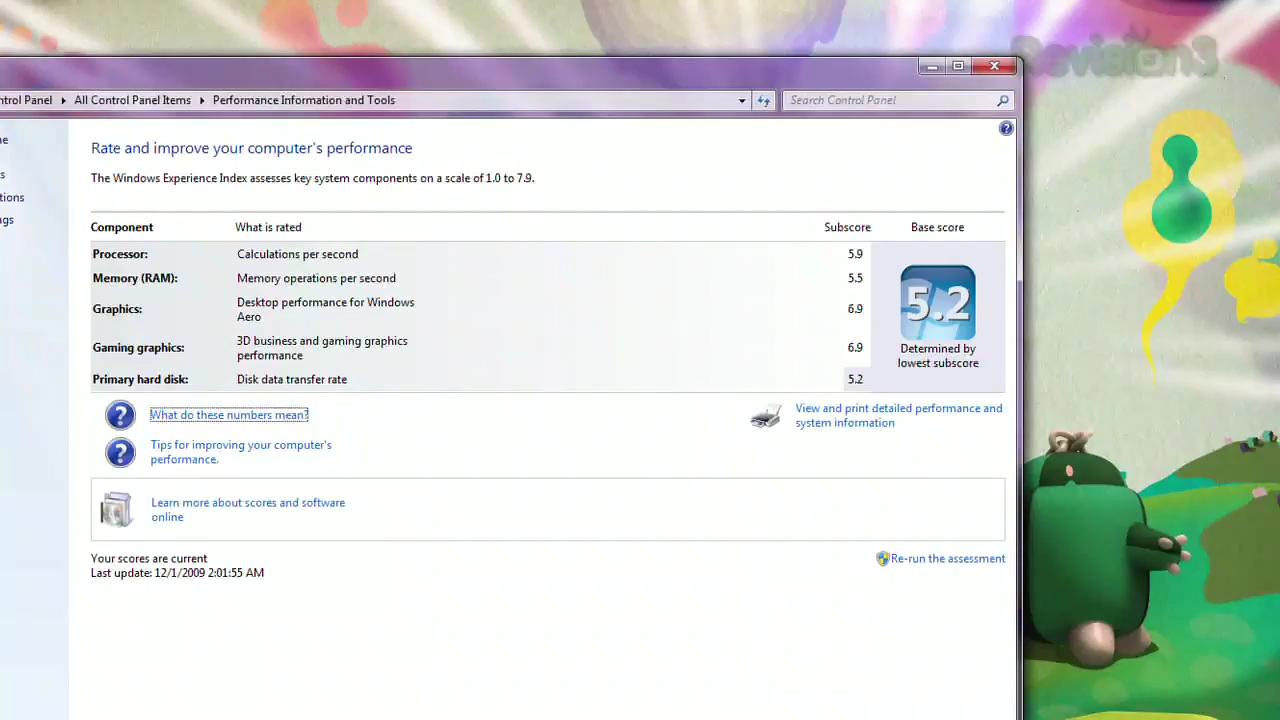 Revision3
ntrol Panel ▸ All Control Panel Items ▸ Performance Information and Tools
Search Control Panel
ne
s
tions
ngs
Rate and improve your computer's performance
The Windows Experience Index assesses key system components on a scale of 1.0 to 7.9.
Component What is rated Subscore Base score
Processor: Calculations per second 5.9
Memory (RAM): Memory operations per second 5.5
Graphics: Desktop performance for Windows
Aero 6.9
Gaming graphics: 3D business and gaming graphics
performance 6.9
Primary hard disk: Disk data transfer rate 5.2
5.2
Determined by
lowest subscore
What do these numbers mean?
View and print detailed performance and
system information
Tips for improving your computer's
performance.
Learn more about scores and software
online
Your scores are current
Last update: 12/1/2009 2:01:55 AM
Re-run the assessment